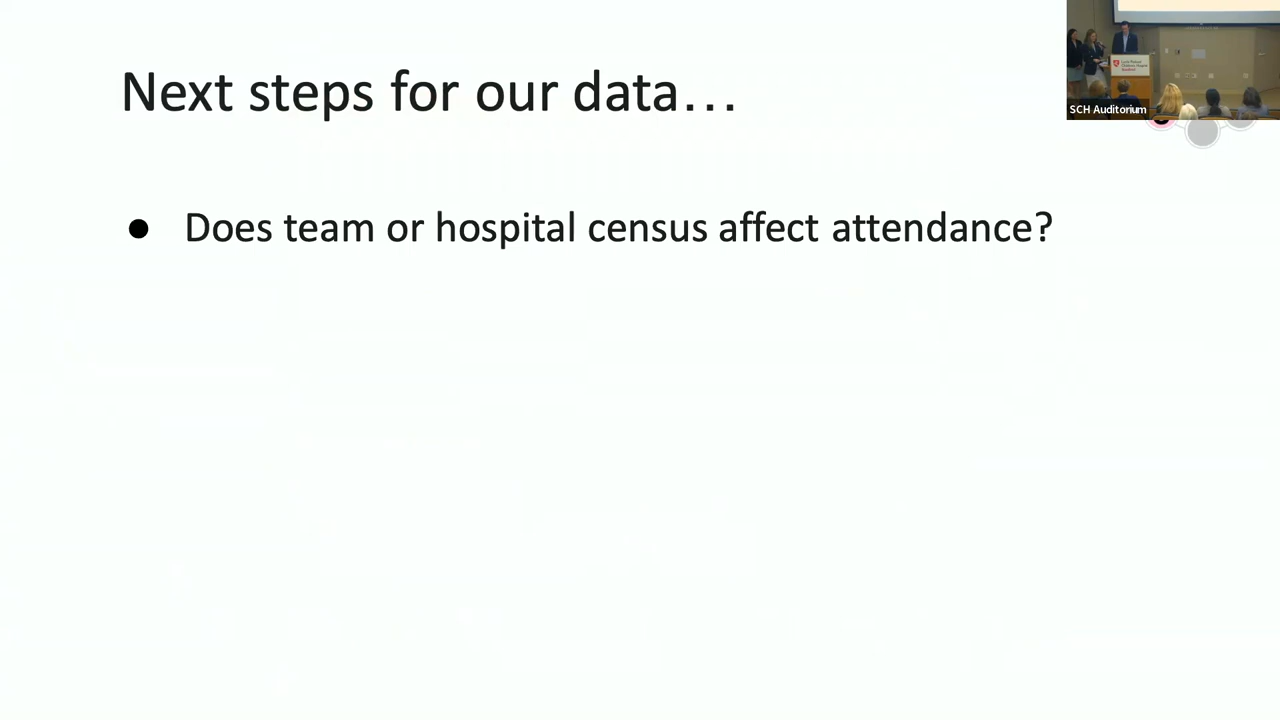 Next steps for our data...
● Does team or hospital census affect attendance?
SCH Auditorium